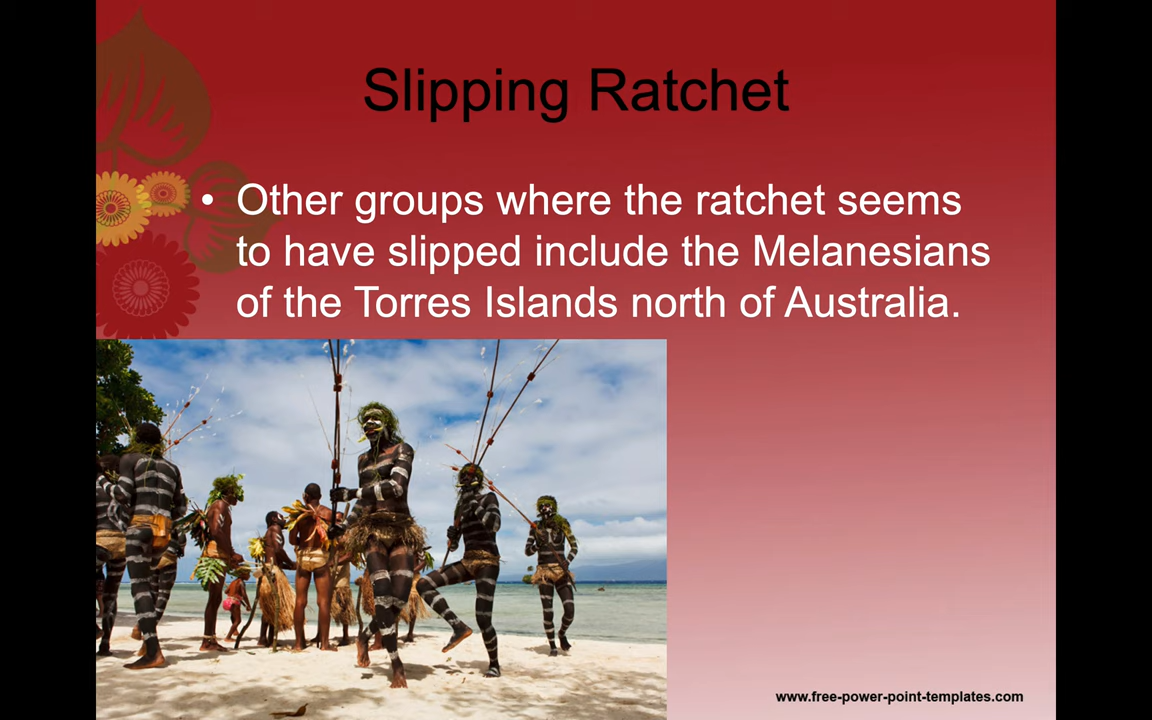 Slipping Ratchet
• Other groups where the ratchet seems
to have slipped include the Melanesians
of the Torres Islands north of Australia.
www.free-power-point-templates.com